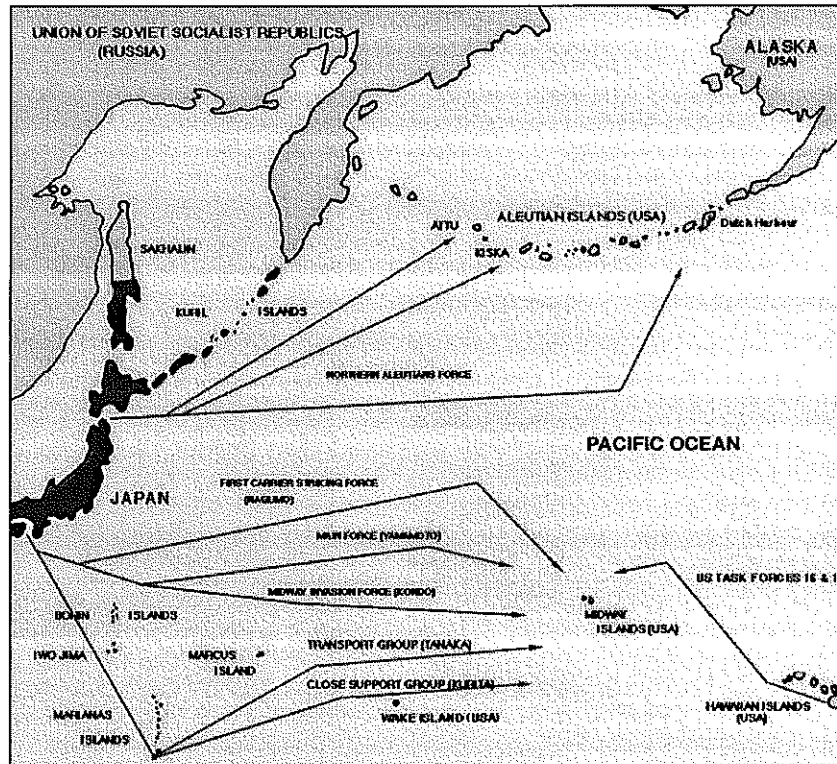 UNION OF SOVIET SOCIALIST REPUBLICS
(RUSSIA)
ALASKA
(USA)
ATTU
ALEUTIAN ISLANDS (USA)
Dutch Harbour
KISKA
SAKHALIN
KURIL
ISLANDS
NORTHERN ALEUTIANS FORCE
PACIFIC OCEAN
JAPAN
FIRST CARRIER STRIKING FORCE
(NAGUMO)
MAIN FORCE (YAMAMOTO)
US TASK FORCES 16 & 1
MIDWAY INVASION FORCE (KONDO)
BONIN
ISLANDS
MIDWAY
ISLANDS (USA)
IWO JIMA
MARCUS
ISLAND
TRANSPORT GROUP (TANAKA)
CLOSE SUPPORT GROUP (KURITA)
MARIANAS
ISLANDS
WAKE ISLAND (USA)
HAWAIIAN ISLANDS
(USA)